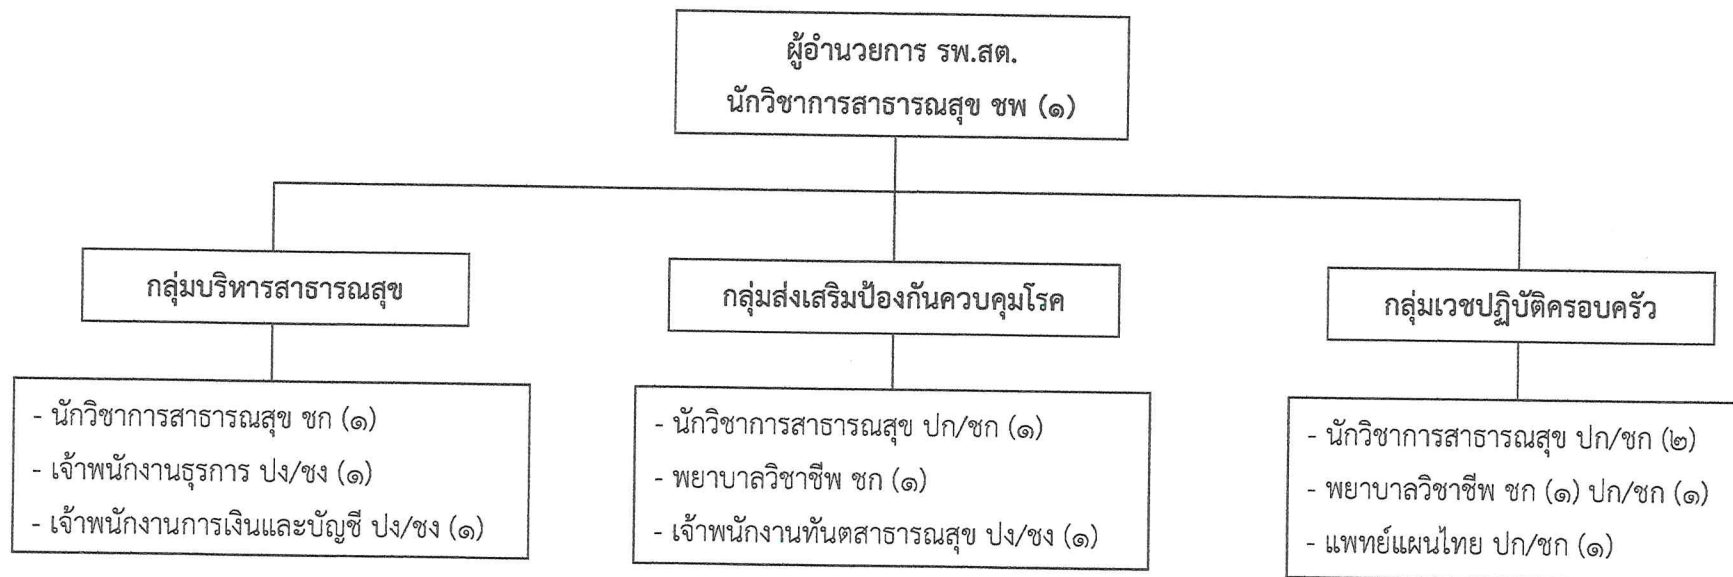 ผู้อำนวยการ รพ.สต.
นักวิชาการสาธารณสุข ชพ (๑)
กลุ่มบริหารสาธารณสุข
- นักวิชาการสาธารณสุข ชก (๑)
- เจ้าพนักงานธุรการ ปง/ชง (๑)
- เจ้าพนักงานการเงินและบัญชี ปง/ชง (๑)
กลุ่มส่งเสริมป้องกันควบคุมโรค
- นักวิชาการสาธารณสุข ปก/ชก (๑)
- พยาบาลวิชาชีพ ชก (๑)
- เจ้าพนักงานทันตสาธารณสุข ปง/ชง (๑)
กลุ่มเวชปฏิบัติครอบครัว
- นักวิชาการสาธารณสุข ปก/ชก (๒)
- พยาบาลวิชาชีพ ชก (๑) ปก/ชก (๑)
- แพทย์แผนไทย ปก/ชก (๑)